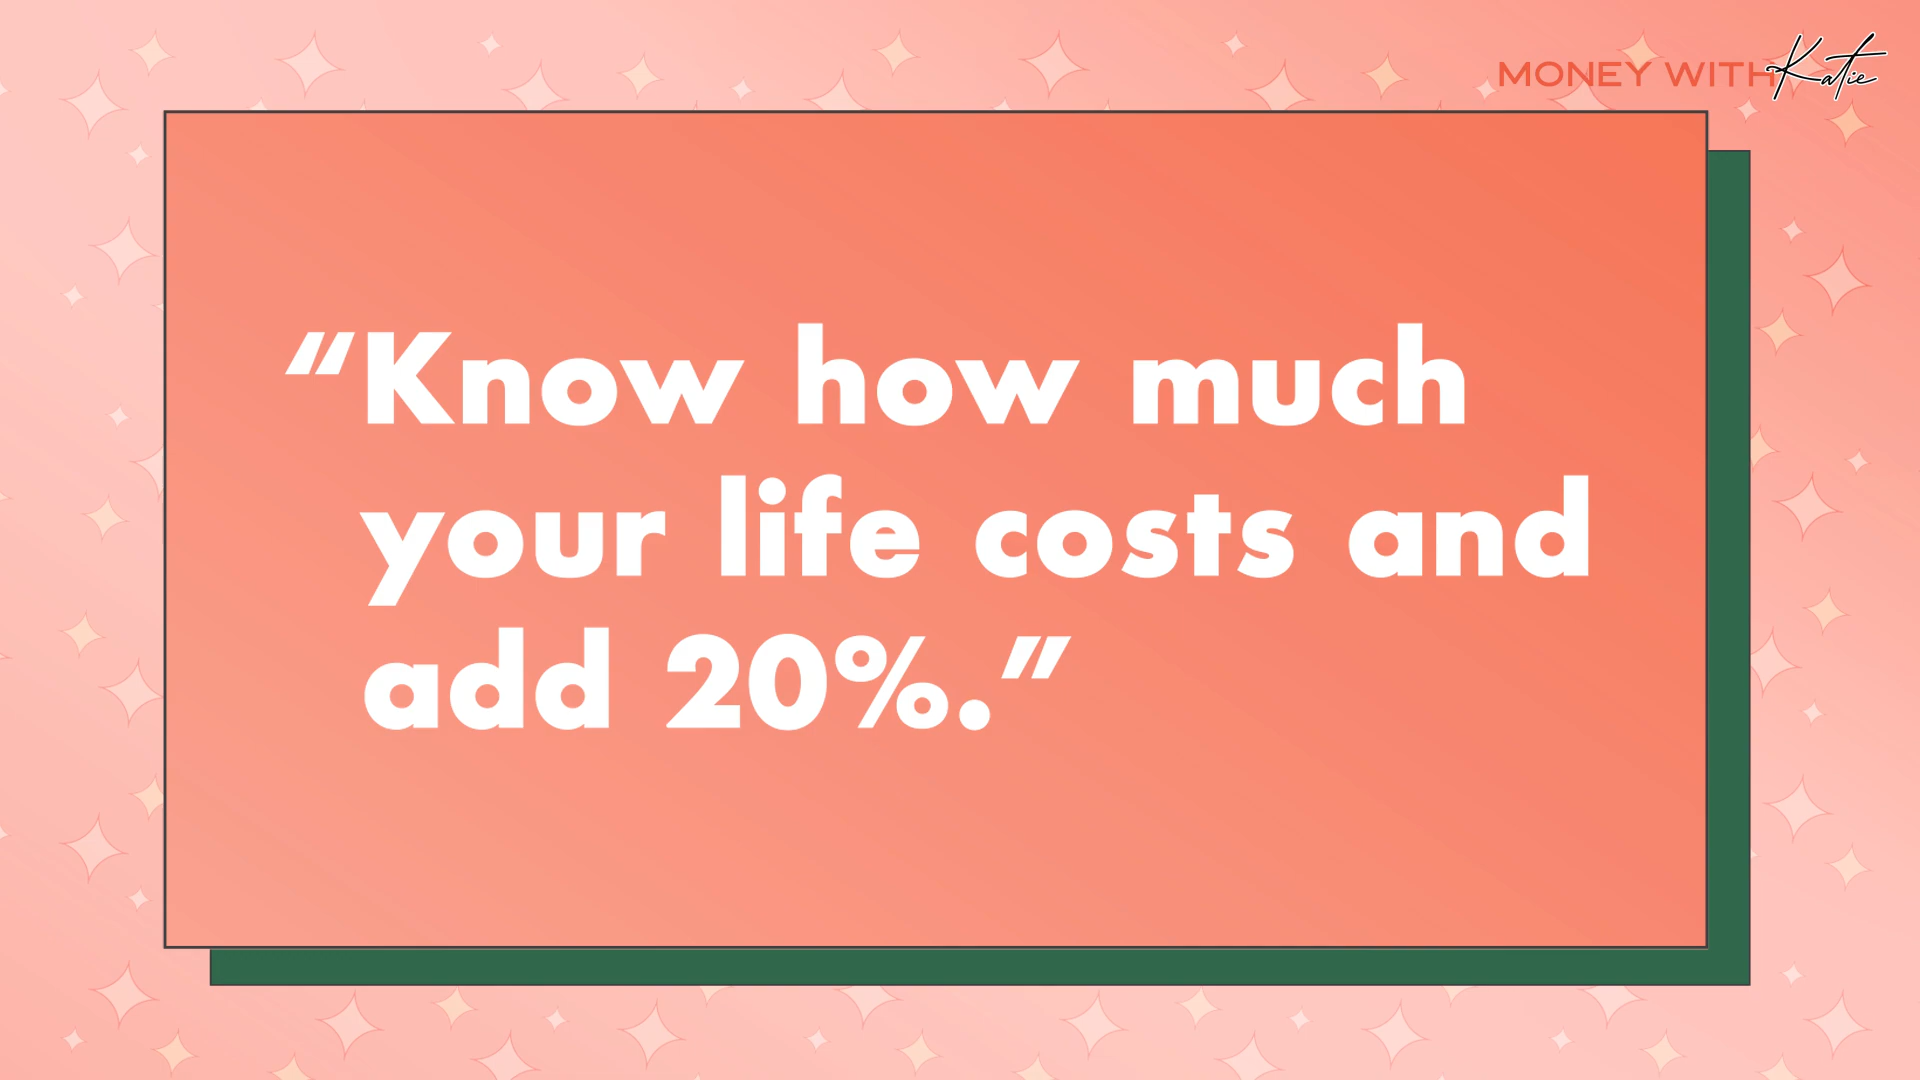 MONEY WITH Katie
“Know how much
your life costs and
add 20%.”